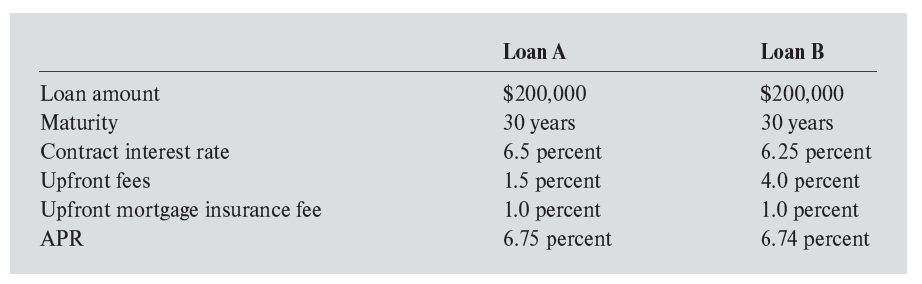 Loan A Loan B
Loan amount $200,000 $200,000
Maturity 30 years 30 years
Contract interest rate 6.5 percent 6.25 percent
Upfront fees 1.5 percent 4.0 percent
Upfront mortgage insurance fee 1.0 percent 1.0 percent
APR 6.75 percent 6.74 percent